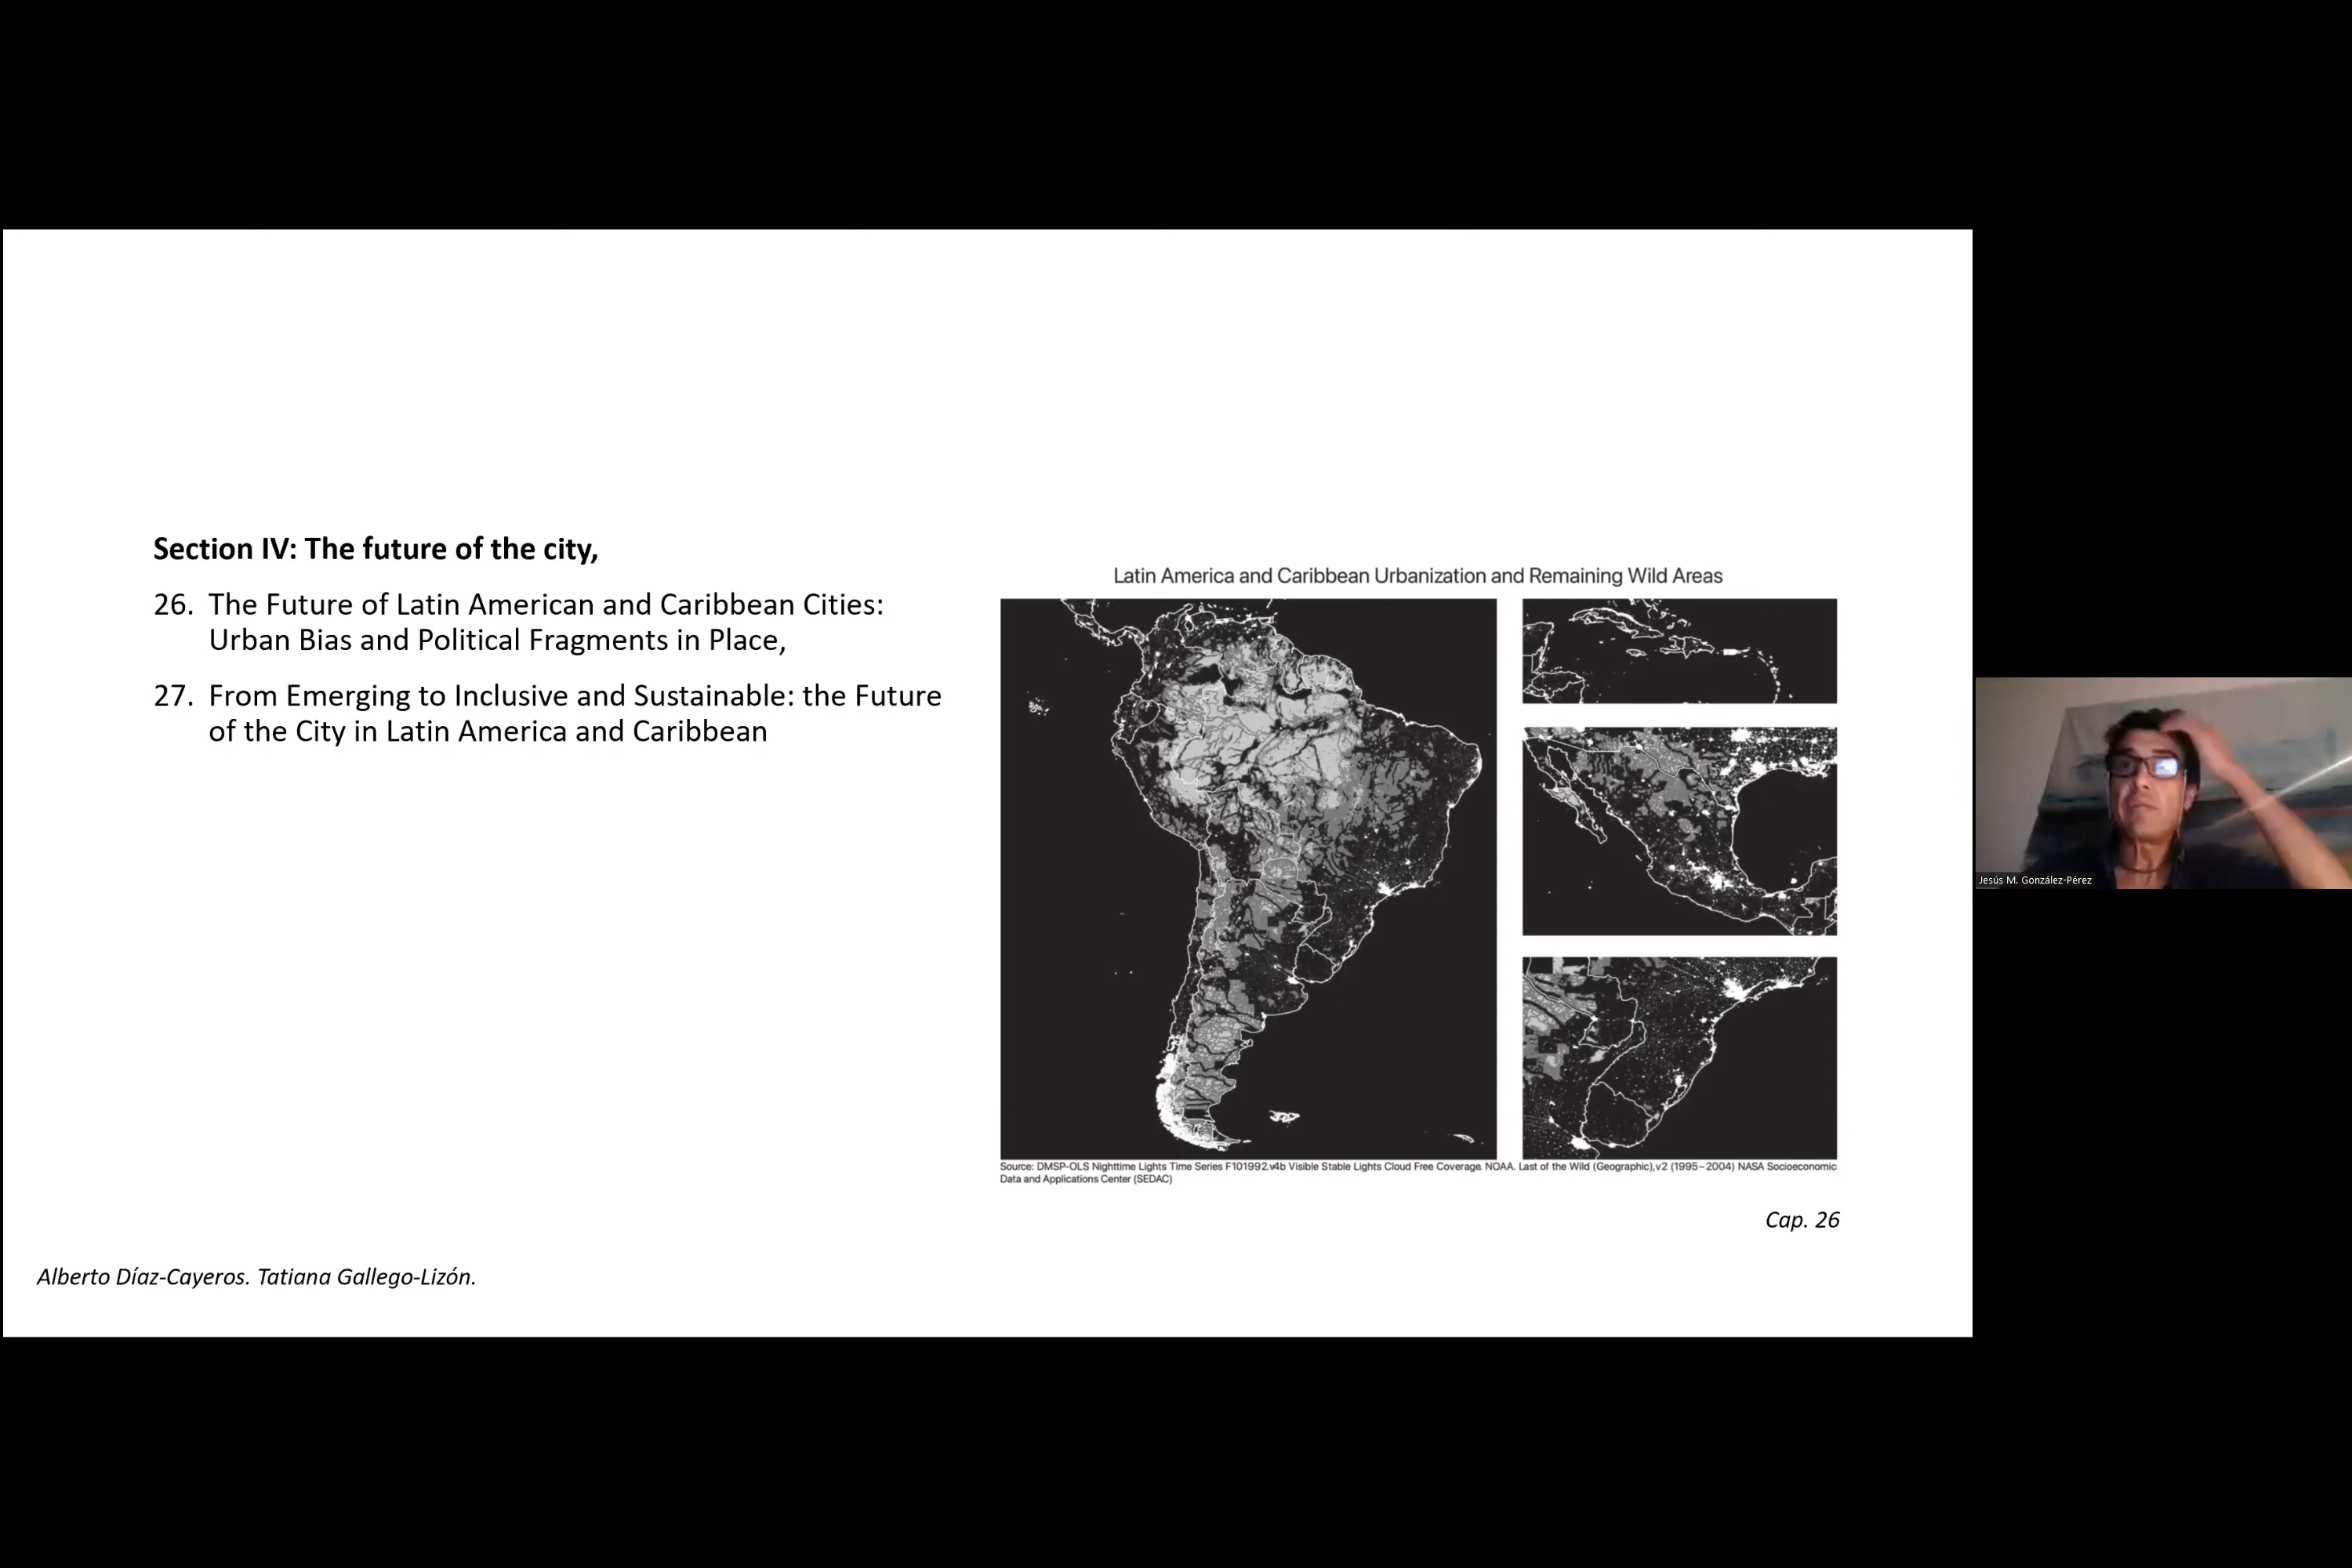 Section IV: The future of the city,
26. The Future of Latin American and Caribbean Cities:
Urban Bias and Political Fragments in Place,
27. From Emerging to Inclusive and Sustainable: the Future
of the City in Latin America and Caribbean
Latin America and Caribbean Urbanization and Remaining Wild Areas
Source: DMSP-OLS Nighttime Lights Time Series F101992.v4b Visible Stable Lights Cloud Free Coverage. NOAA. Last of the Wild (Geographic),v2 (1995–2004) NASA Socioeconomic
Data and Applications Center (SEDAC)
Cap. 26
Alberto Díaz-Cayeros. Tatiana Gallego-Lizón.
Jesús M. González-Pérez